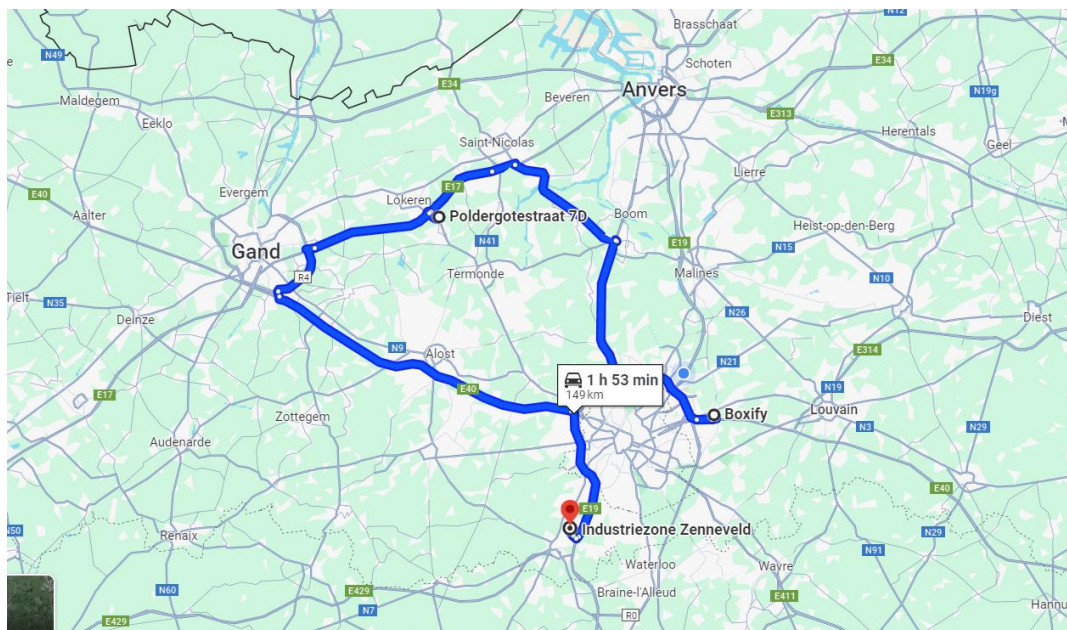 N12
Brasschaat
N49
Schoten
E34
E34
Anvers
Maldegem
Beveren
N19g
E313
Eeklo
Herentals
Saint-Nicolas
Geel
Lierre
Evergem
E40
Lokeren
E17
Aalter
Poldergotestraat 7D
Boom
Heist-op-den-Berg
Gand
N41
E19
N15
Termonde
Malines
R4
N10
Tielt
N35
Deinze
N26
Diest
N9
Alost
E314
N21
1 h 53 min
149 km
E40
N19
E17
Boxify
Louvain
Zottegem
N3
N29
Audenarde
E40
E19
Industriezone Zenneveld
N50
Renaix
N29
N91
Waterloo
Wavre
E429
N60
N7
Braine-l'Alleud
E411
Hannu
R0
E429